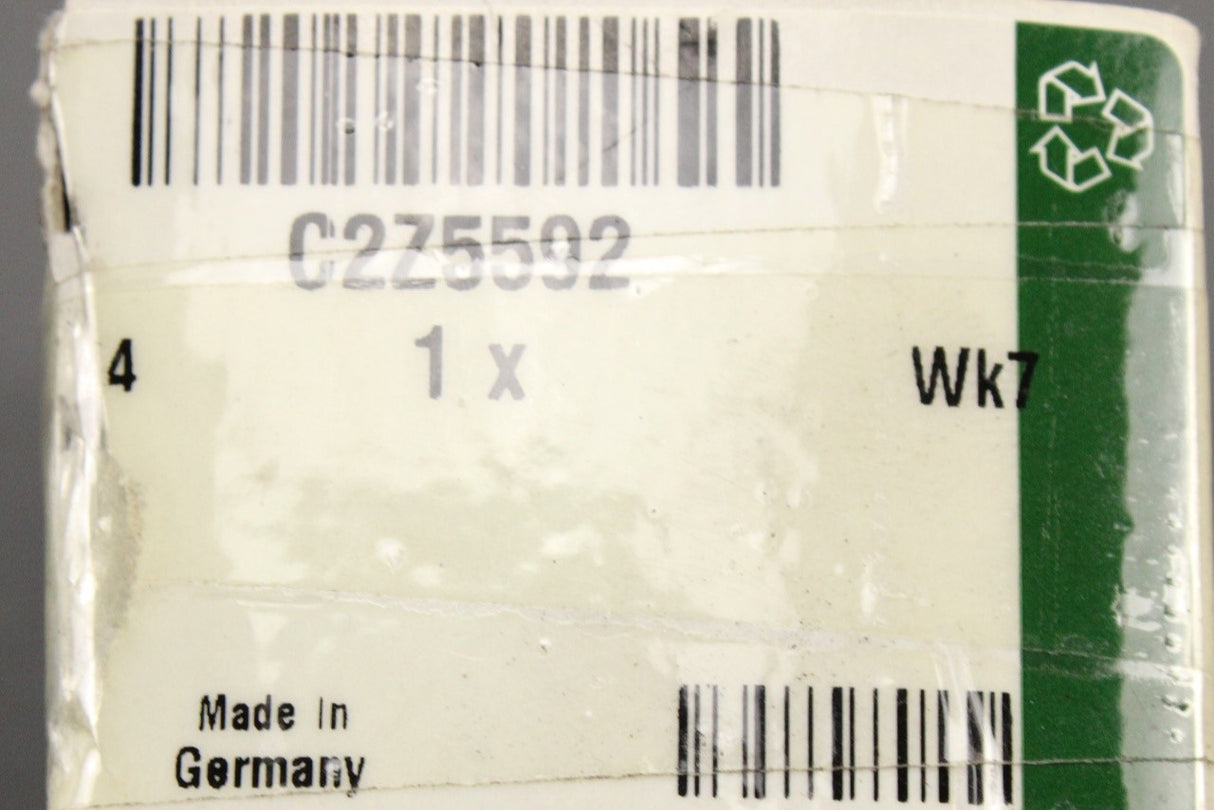 C2Z5592
1 x
4 Wk7
Made In
Germany